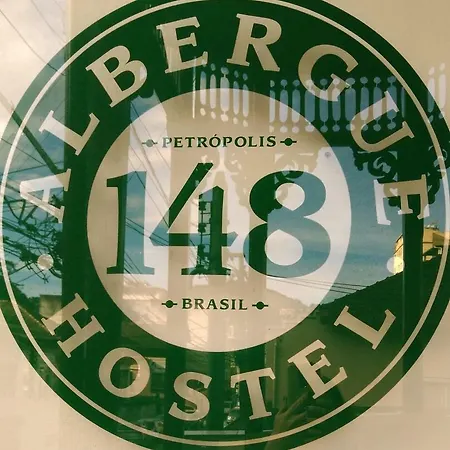 ALBERGUE
PETRÓPOLIS
148
BRASIL
HOSTEL